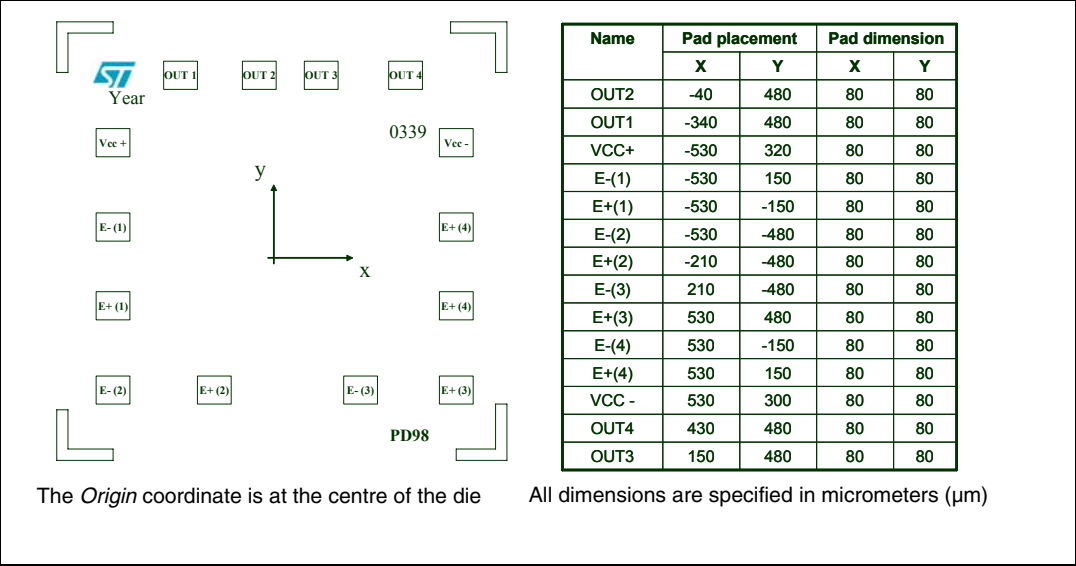 ST
OUT 1 OUT 2 OUT 3 OUT 4
Year
Vcc + 0339 Vcc -
y
E- (1) E+ (4)
x
E+ (1) E+ (4)
E- (2) E+ (2) E- (3) E+ (3)
PD98
The Origin coordinate is at the centre of the die
Name Pad placement Pad dimension
X Y X Y
OUT2 -40 480 80 80
OUT1 -340 480 80 80
VCC+ -530 320 80 80
E-(1) -530 150 80 80
E+(1) -530 -150 80 80
E-(2) -530 -480 80 80
E+(2) -210 -480 80 80
E-(3) 210 -480 80 80
E+(3) 530 480 80 80
E-(4) 530 -150 80 80
E+(4) 530 150 80 80
VCC - 530 300 80 80
OUT4 430 480 80 80
OUT3 150 480 80 80
All dimensions are specified in micrometers (µm)